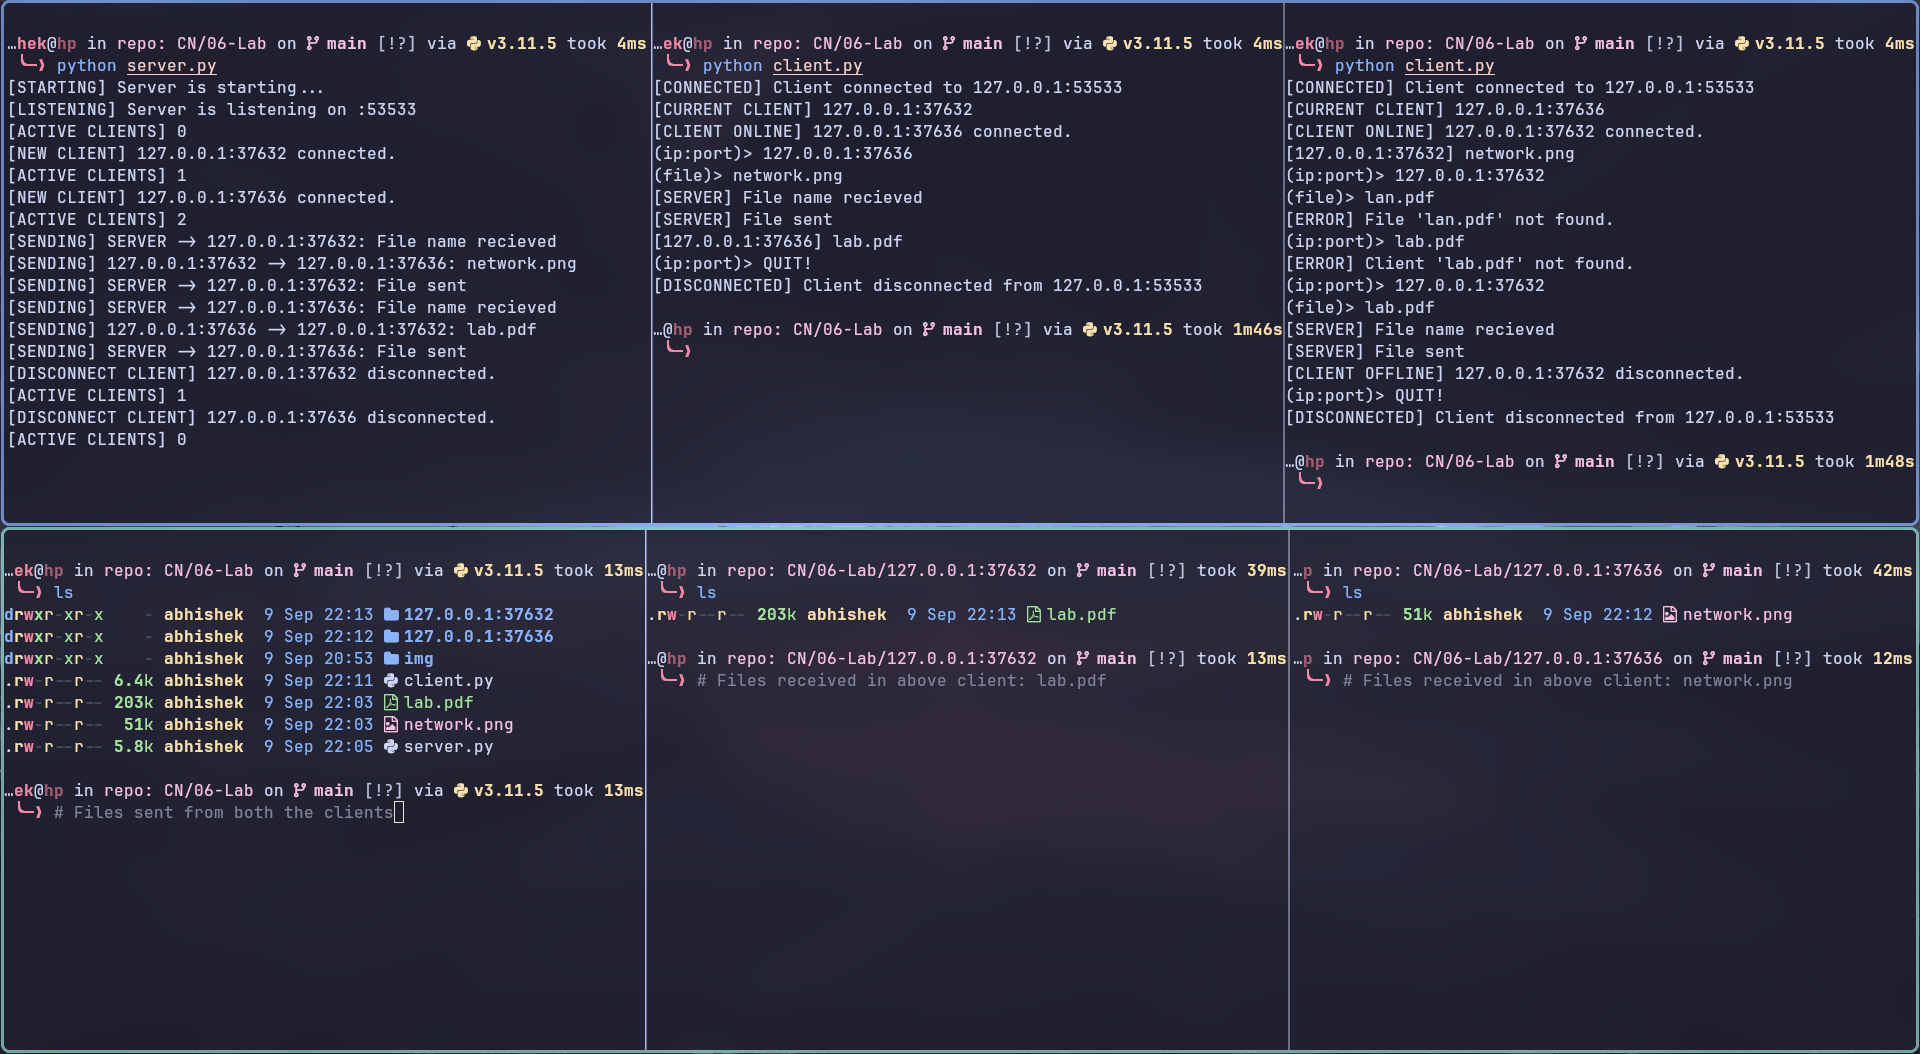 …hek@hp in repo: CN/06-Lab on main [!?] via v3.11.5 took 4ms
python server.py
[STARTING] Server is starting...
[LISTENING] Server is listening on :53533
[ACTIVE CLIENTS] 0
[NEW CLIENT] 127.0.0.1:37632 connected.
[ACTIVE CLIENTS] 1
[NEW CLIENT] 127.0.0.1:37636 connected.
[ACTIVE CLIENTS] 2
[SENDING] SERVER -> 127.0.0.1:37632: File name recieved
[SENDING] 127.0.0.1:37632 -> 127.0.0.1:37636: network.png
[SENDING] SERVER -> 127.0.0.1:37632: File sent
[SENDING] SERVER -> 127.0.0.1:37636: File name recieved
[SENDING] 127.0.0.1:37636 -> 127.0.0.1:37632: lab.pdf
[SENDING] SERVER -> 127.0.0.1:37636: File sent
[DISCONNECT CLIENT] 127.0.0.1:37632 disconnected.
[ACTIVE CLIENTS] 1
[DISCONNECT CLIENT] 127.0.0.1:37636 disconnected.
[ACTIVE CLIENTS] 0
…ek@hp in repo: CN/06-Lab on main [!?] via v3.11.5 took 4ms
python client.py
[CONNECTED] Client connected to 127.0.0.1:53533
[CURRENT CLIENT] 127.0.0.1:37632
[CLIENT ONLINE] 127.0.0.1:37636 connected.
(ip:port)> 127.0.0.1:37636
(file)> network.png
[SERVER] File name recieved
[SERVER] File sent
[127.0.0.1:37636] lab.pdf
(ip:port)> QUIT!
[DISCONNECTED] Client disconnected from 127.0.0.1:53533
…@hp in repo: CN/06-Lab on main [!?] via v3.11.5 took 1m46s
…ek@hp in repo: CN/06-Lab on main [!?] via v3.11.5 took 4ms
python client.py
[CONNECTED] Client connected to 127.0.0.1:53533
[CURRENT CLIENT] 127.0.0.1:37636
[CLIENT ONLINE] 127.0.0.1:37632 connected.
[127.0.0.1:37632] network.png
(ip:port)> 127.0.0.1:37632
(file)> lan.pdf
[ERROR] File 'lan.pdf' not found.
(ip:port)> lab.pdf
[ERROR] Client 'lab.pdf' not found.
(ip:port)> 127.0.0.1:37632
(file)> lab.pdf
[SERVER] File name recieved
[SERVER] File sent
[CLIENT OFFLINE] 127.0.0.1:37632 disconnected.
(ip:port)> QUIT!
[DISCONNECTED] Client disconnected from 127.0.0.1:53533
…@hp in repo: CN/06-Lab on main [!?] via v3.11.5 took 1m48s
…ek@hp in repo: CN/06-Lab on main [!?] via v3.11.5 took 13ms
ls
drwxr-xr-x - abhishek 9 Sep 22:13 127.0.0.1:37632
drwxr-xr-x - abhishek 9 Sep 22:12 127.0.0.1:37636
drwxr-xr-x - abhishek 9 Sep 20:53 img
.rw-r--r-- 6.4k abhishek 9 Sep 22:11 client.py
.rw-r--r-- 203k abhishek 9 Sep 22:03 lab.pdf
.rw-r--r-- 51k abhishek 9 Sep 22:03 network.png
.rw-r--r-- 5.8k abhishek 9 Sep 22:05 server.py
…ek@hp in repo: CN/06-Lab on main [!?] via v3.11.5 took 13ms
# Files sent from both the clients
…@hp in repo: CN/06-Lab/127.0.0.1:37632 on main [!?] took 39ms
ls
.rw-r--r-- 203k abhishek 9 Sep 22:13 lab.pdf
…@hp in repo: CN/06-Lab/127.0.0.1:37632 on main [!?] took 13ms
# Files received in above client: lab.pdf
…p in repo: CN/06-Lab/127.0.0.1:37636 on main [!?] took 42ms
ls
.rw-r--r-- 51k abhishek 9 Sep 22:12 network.png
…p in repo: CN/06-Lab/127.0.0.1:37636 on main [!?] took 12ms
# Files received in above client: network.png